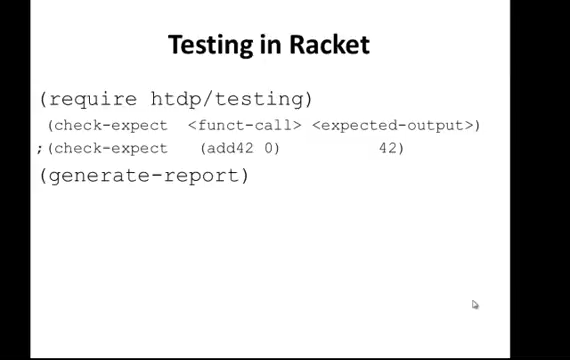 Testing in Racket
(require htdp/testing)
(check-expect <funct-call> <expected-output>)
;(check-expect (add42 0) 42)
(generate-report)